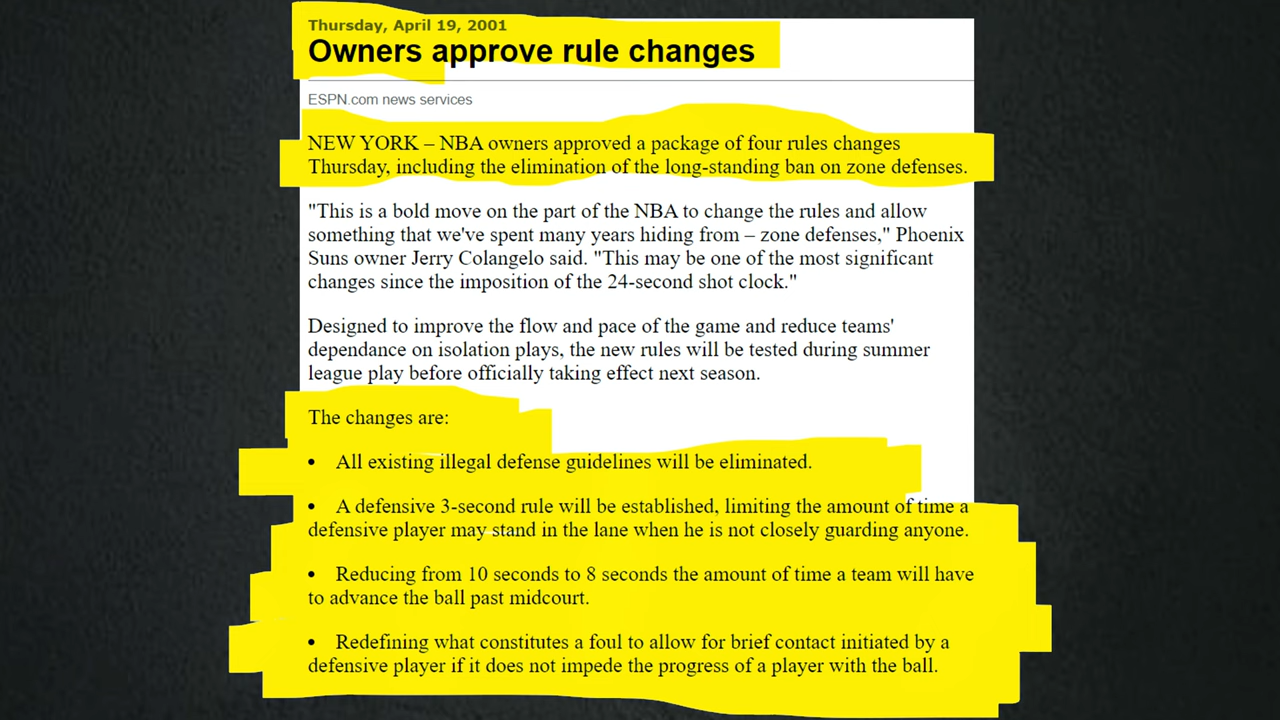 Thursday, April 19, 2001
Owners approve rule changes
ESPN.com news services
NEW YORK – NBA owners approved a package of four rules changes
Thursday, including the elimination of the long-standing ban on zone defenses.
"This is a bold move on the part of the NBA to change the rules and allow
something that we've spent many years hiding from – zone defenses," Phoenix
Suns owner Jerry Colangelo said. "This may be one of the most significant
changes since the imposition of the 24-second shot clock."
Designed to improve the flow and pace of the game and reduce teams'
dependance on isolation plays, the new rules will be tested during summer
league play before officially taking effect next season.
The changes are:
• All existing illegal defense guidelines will be eliminated.
• A defensive 3-second rule will be established, limiting the amount of time a
defensive player may stand in the lane when he is not closely guarding anyone.
• Reducing from 10 seconds to 8 seconds the amount of time a team will have
to advance the ball past midcourt.
• Redefining what constitutes a foul to allow for brief contact initiated by a
defensive player if it does not impede the progress of a player with the ball.